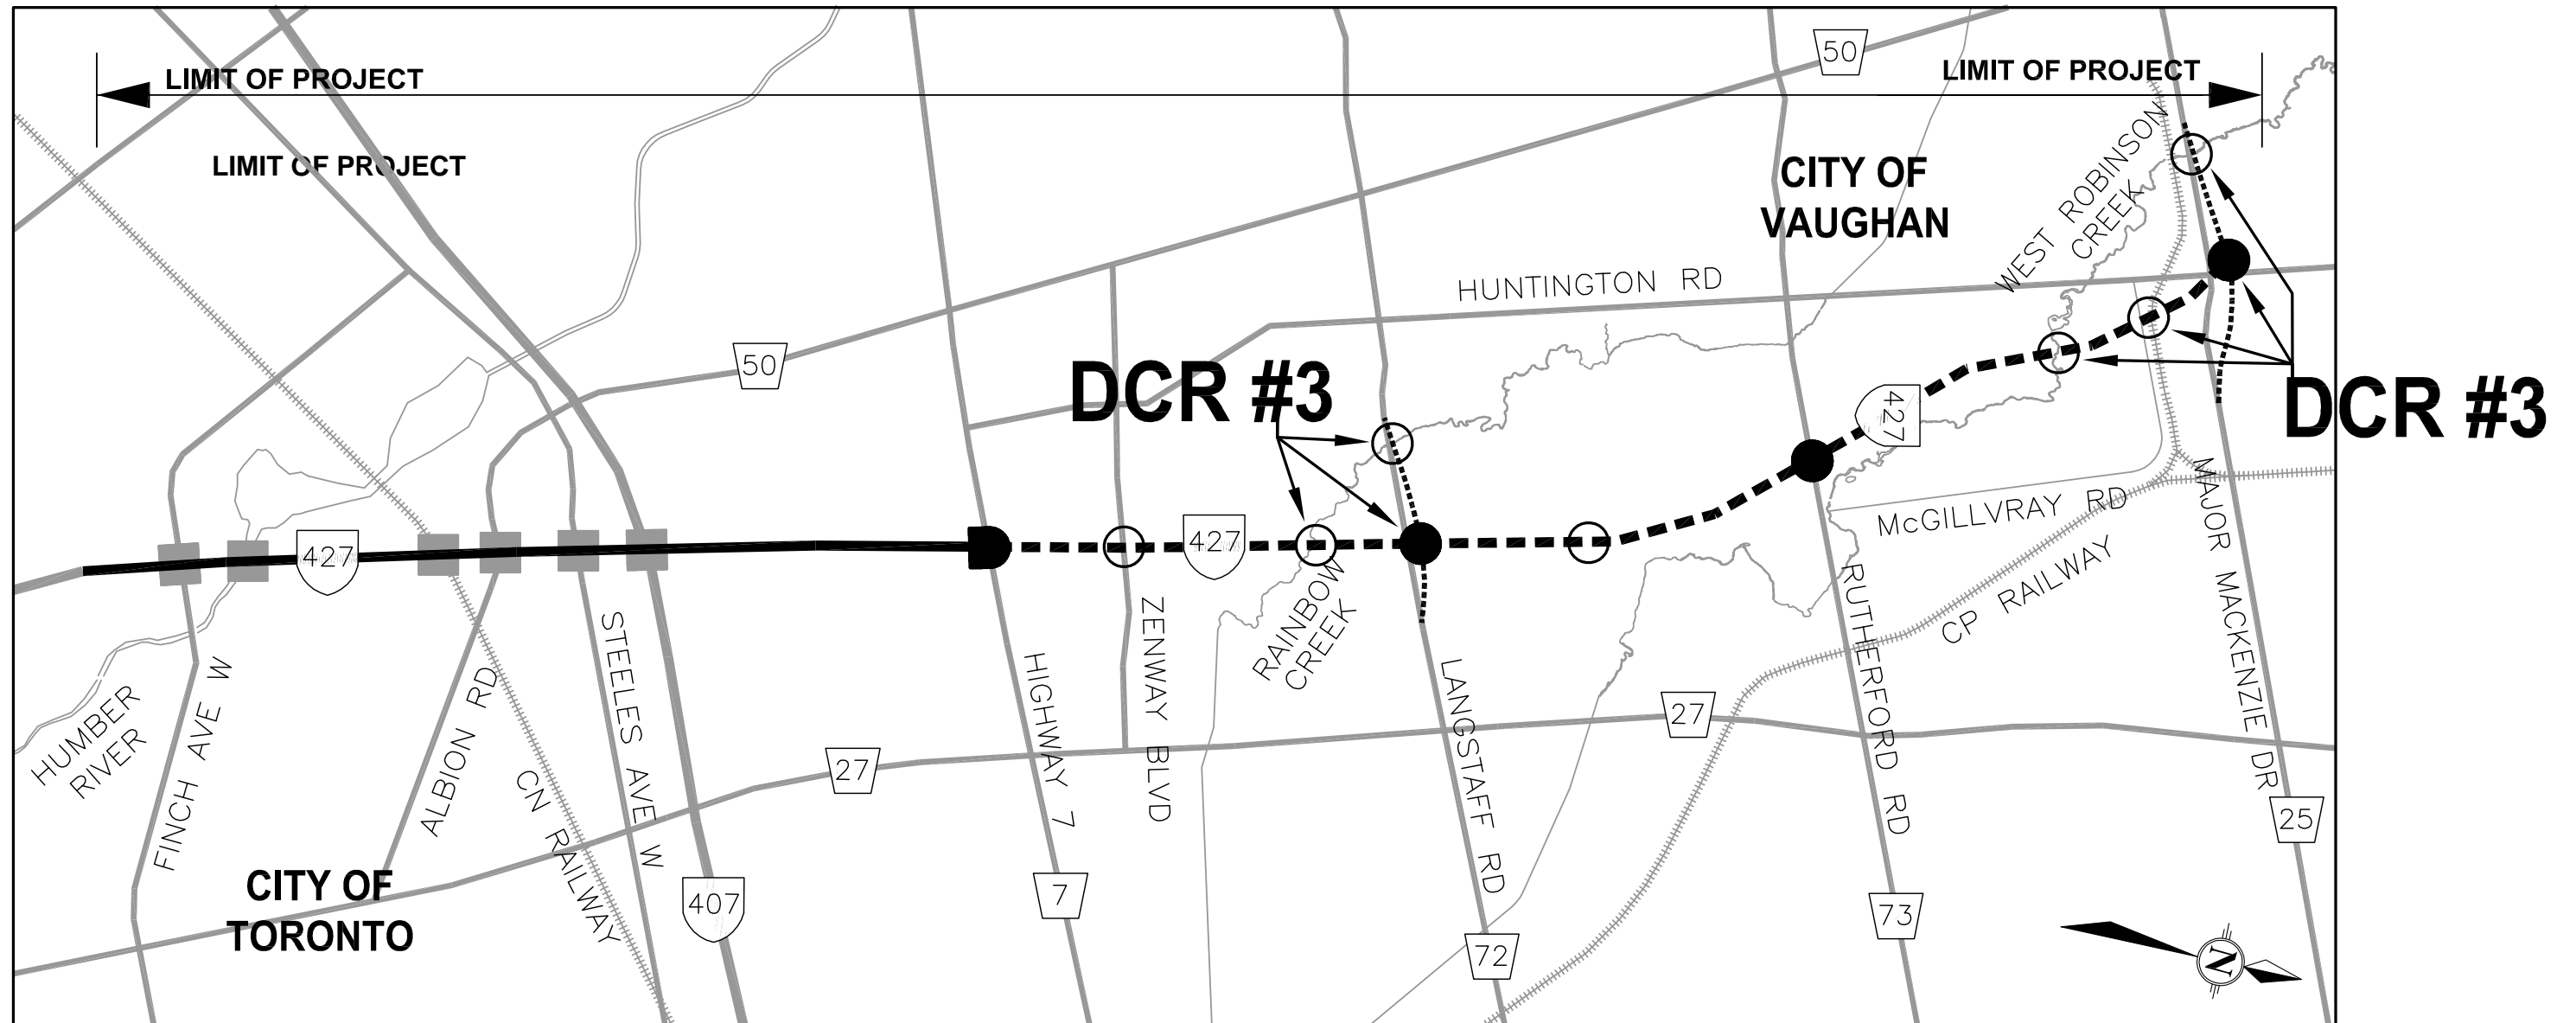 LIMIT OF PROJECT
LIMIT OF PROJECT
LIMIT OF PROJECT
50
CITY OF
VAUGHAN
WEST ROBINSON
CREEK
HUNTINGTON RD
50
DCR #3
DCR #3
427
427
427
McGILLVRAY RD
MAJOR MACKENZIE DR
CP RAILWAY
RAINBOW
CREEK
ZENWAY BLVD
HIGHWAY 7
LANGSTAFF RD
RUTHERFORD RD
STEELES AVE W
HUMBER
RIVER
FINCH AVE W
ALBION RD
CN RAILWAY
27
27
25
CITY OF
TORONTO
407
7
72
73
N